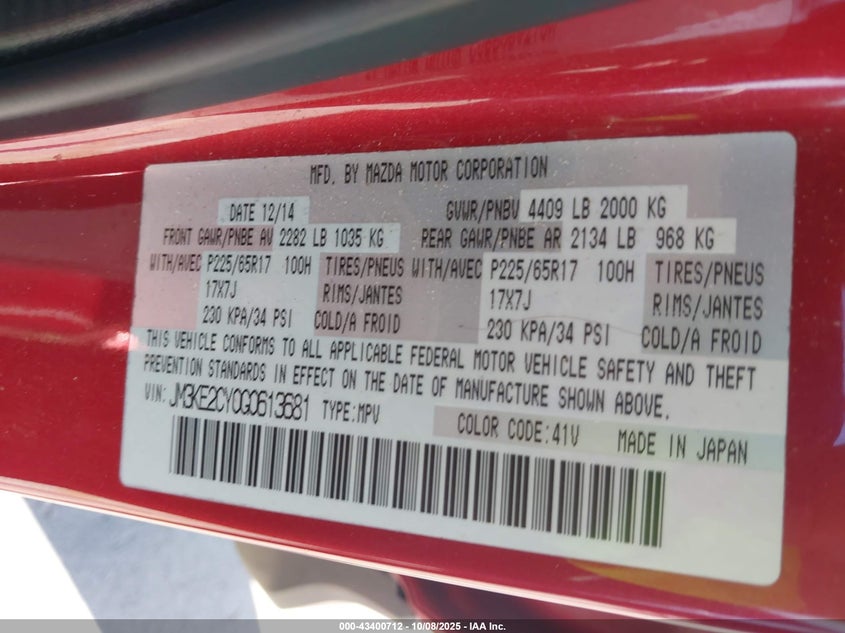 MFD. BY MAZDA MOTOR CORPORATION
DATE 12/14 GVWR/PNBV 4409 LB 2000 KG
FRONT GAWR/PNBE AV 2282 LB 1035 KG REAR GAWR/PNBE AR 2134 LB 968 KG
WITH/AVEC P225/65R17 100H TIRES/PNEUS WITH/AVEC P225/65R17 100H TIRES/PNEUS
17X7J RIMS/JANTES 17X7J RIMS/JANTES
230 KPA/34 PSI COLD/A FROID 230 KPA/34 PSI COLD/A FROID
THIS VEHICLE CONFORMS TO ALL APPLICABLE FEDERAL MOTOR VEHICLE SAFETY AND THEFT
PREVENTION STANDARDS IN EFFECT ON THE DATE OF MANUFACTURE SHOWN ABOVE.
VIN: JM3KE2CY0G0613681 TYPE:MPV
COLOR CODE:41V MADE IN JAPAN
000-43400712 - 10/08/2025 - IAA Inc.